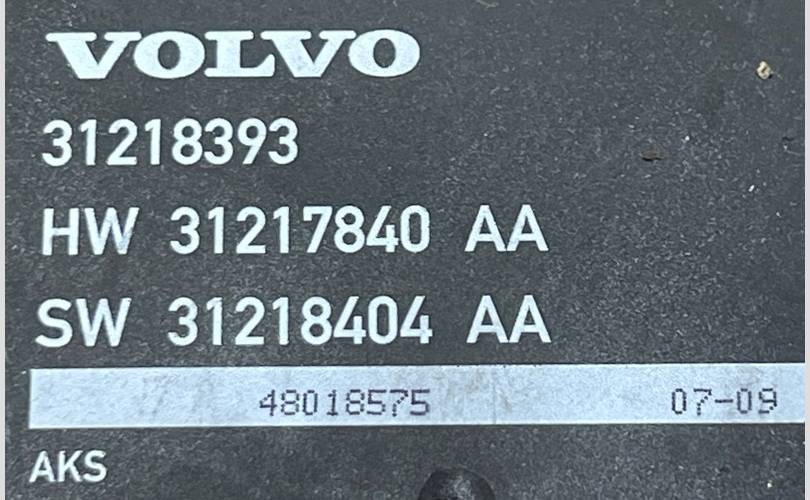 VOLVO
31218393
HW 31217840 AA
SW 31218404 AA
48018575 07-09
AKS